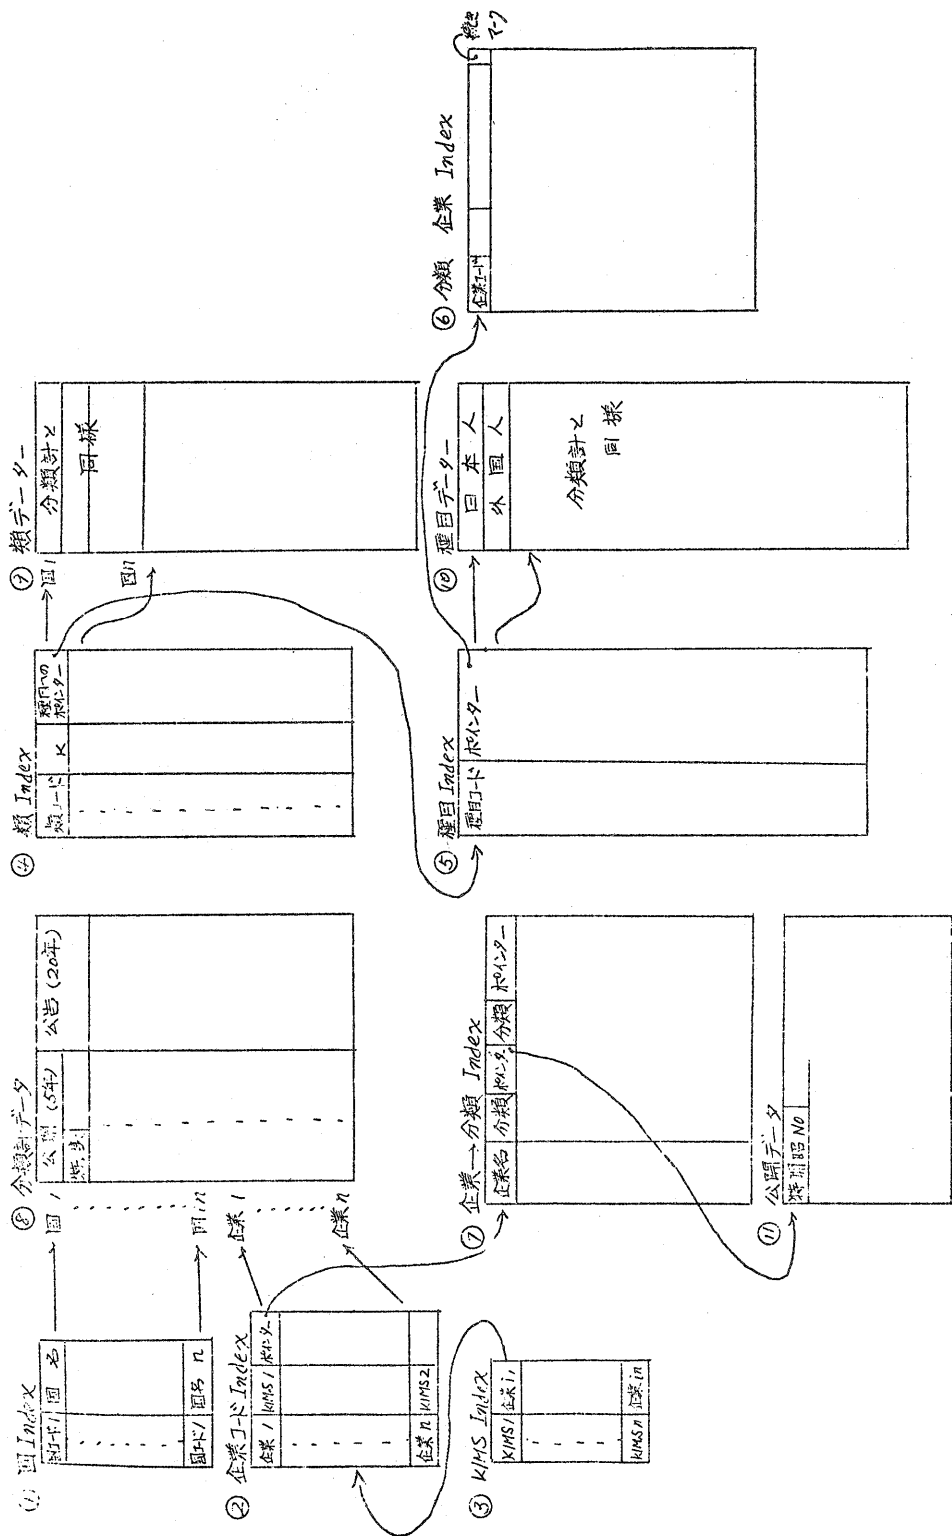 ① 国 Index
国コード1 国名
国コード1 国名 n
② 企業コード Index
企業1 KIMS1 ポインター
企業n KIMS2
③ KIMS Index
KIMS1 企業i1
KIMSn 企業in
⑧ 分類計データ
国1
国n
公開 (5年) 公告 (20年)
企業1
企業n
⑦ 企業→分類 Index
企業名 分類 ポインタ 分類 ポインター
⑪ 公開データ
特開昭 No
④ 類 Index
類コード K 種目への ポインター
⑤ 種目 Index
種目コード ポインター
⑨ 類データー
国1
国n
分類計と
同様
⑩ 種目データー
日本人
外国人
分類計と
同様
⑥ 分類 企業 Index
企業コード
続き
マーク